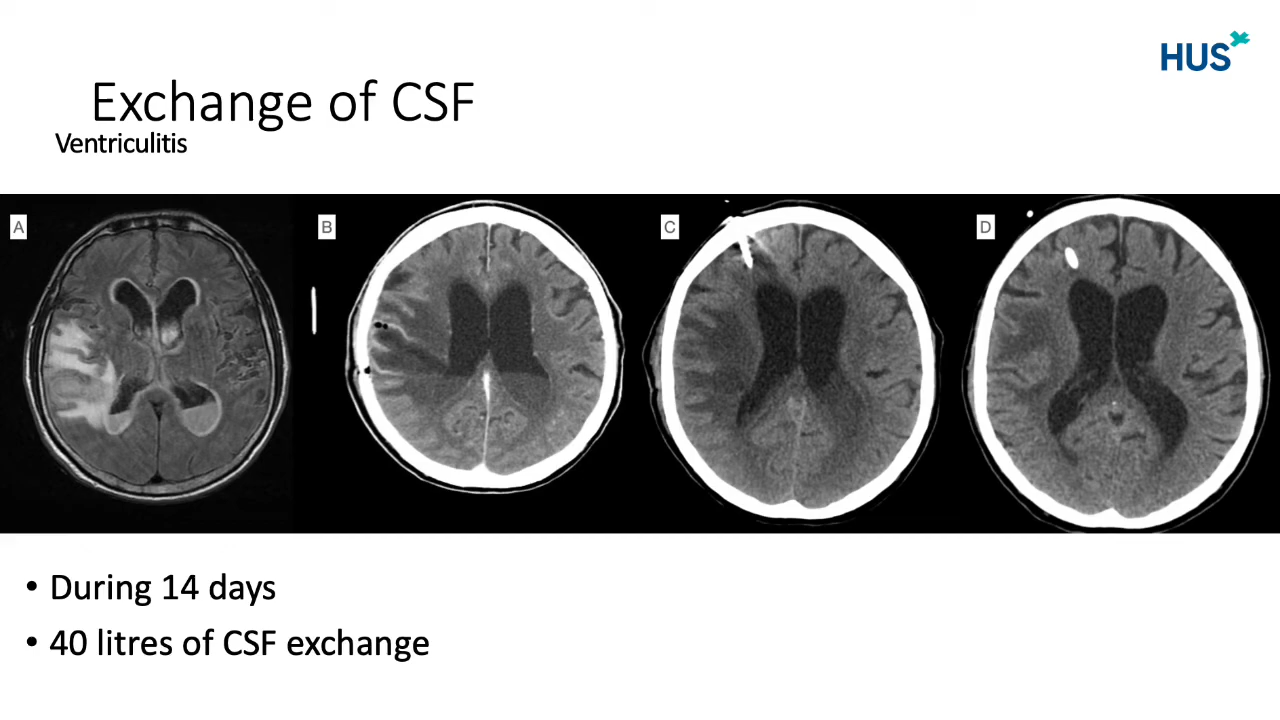 HUS
Exchange of CSF
Ventriculitis
A
B
C
D
• During 14 days
• 40 litres of CSF exchange